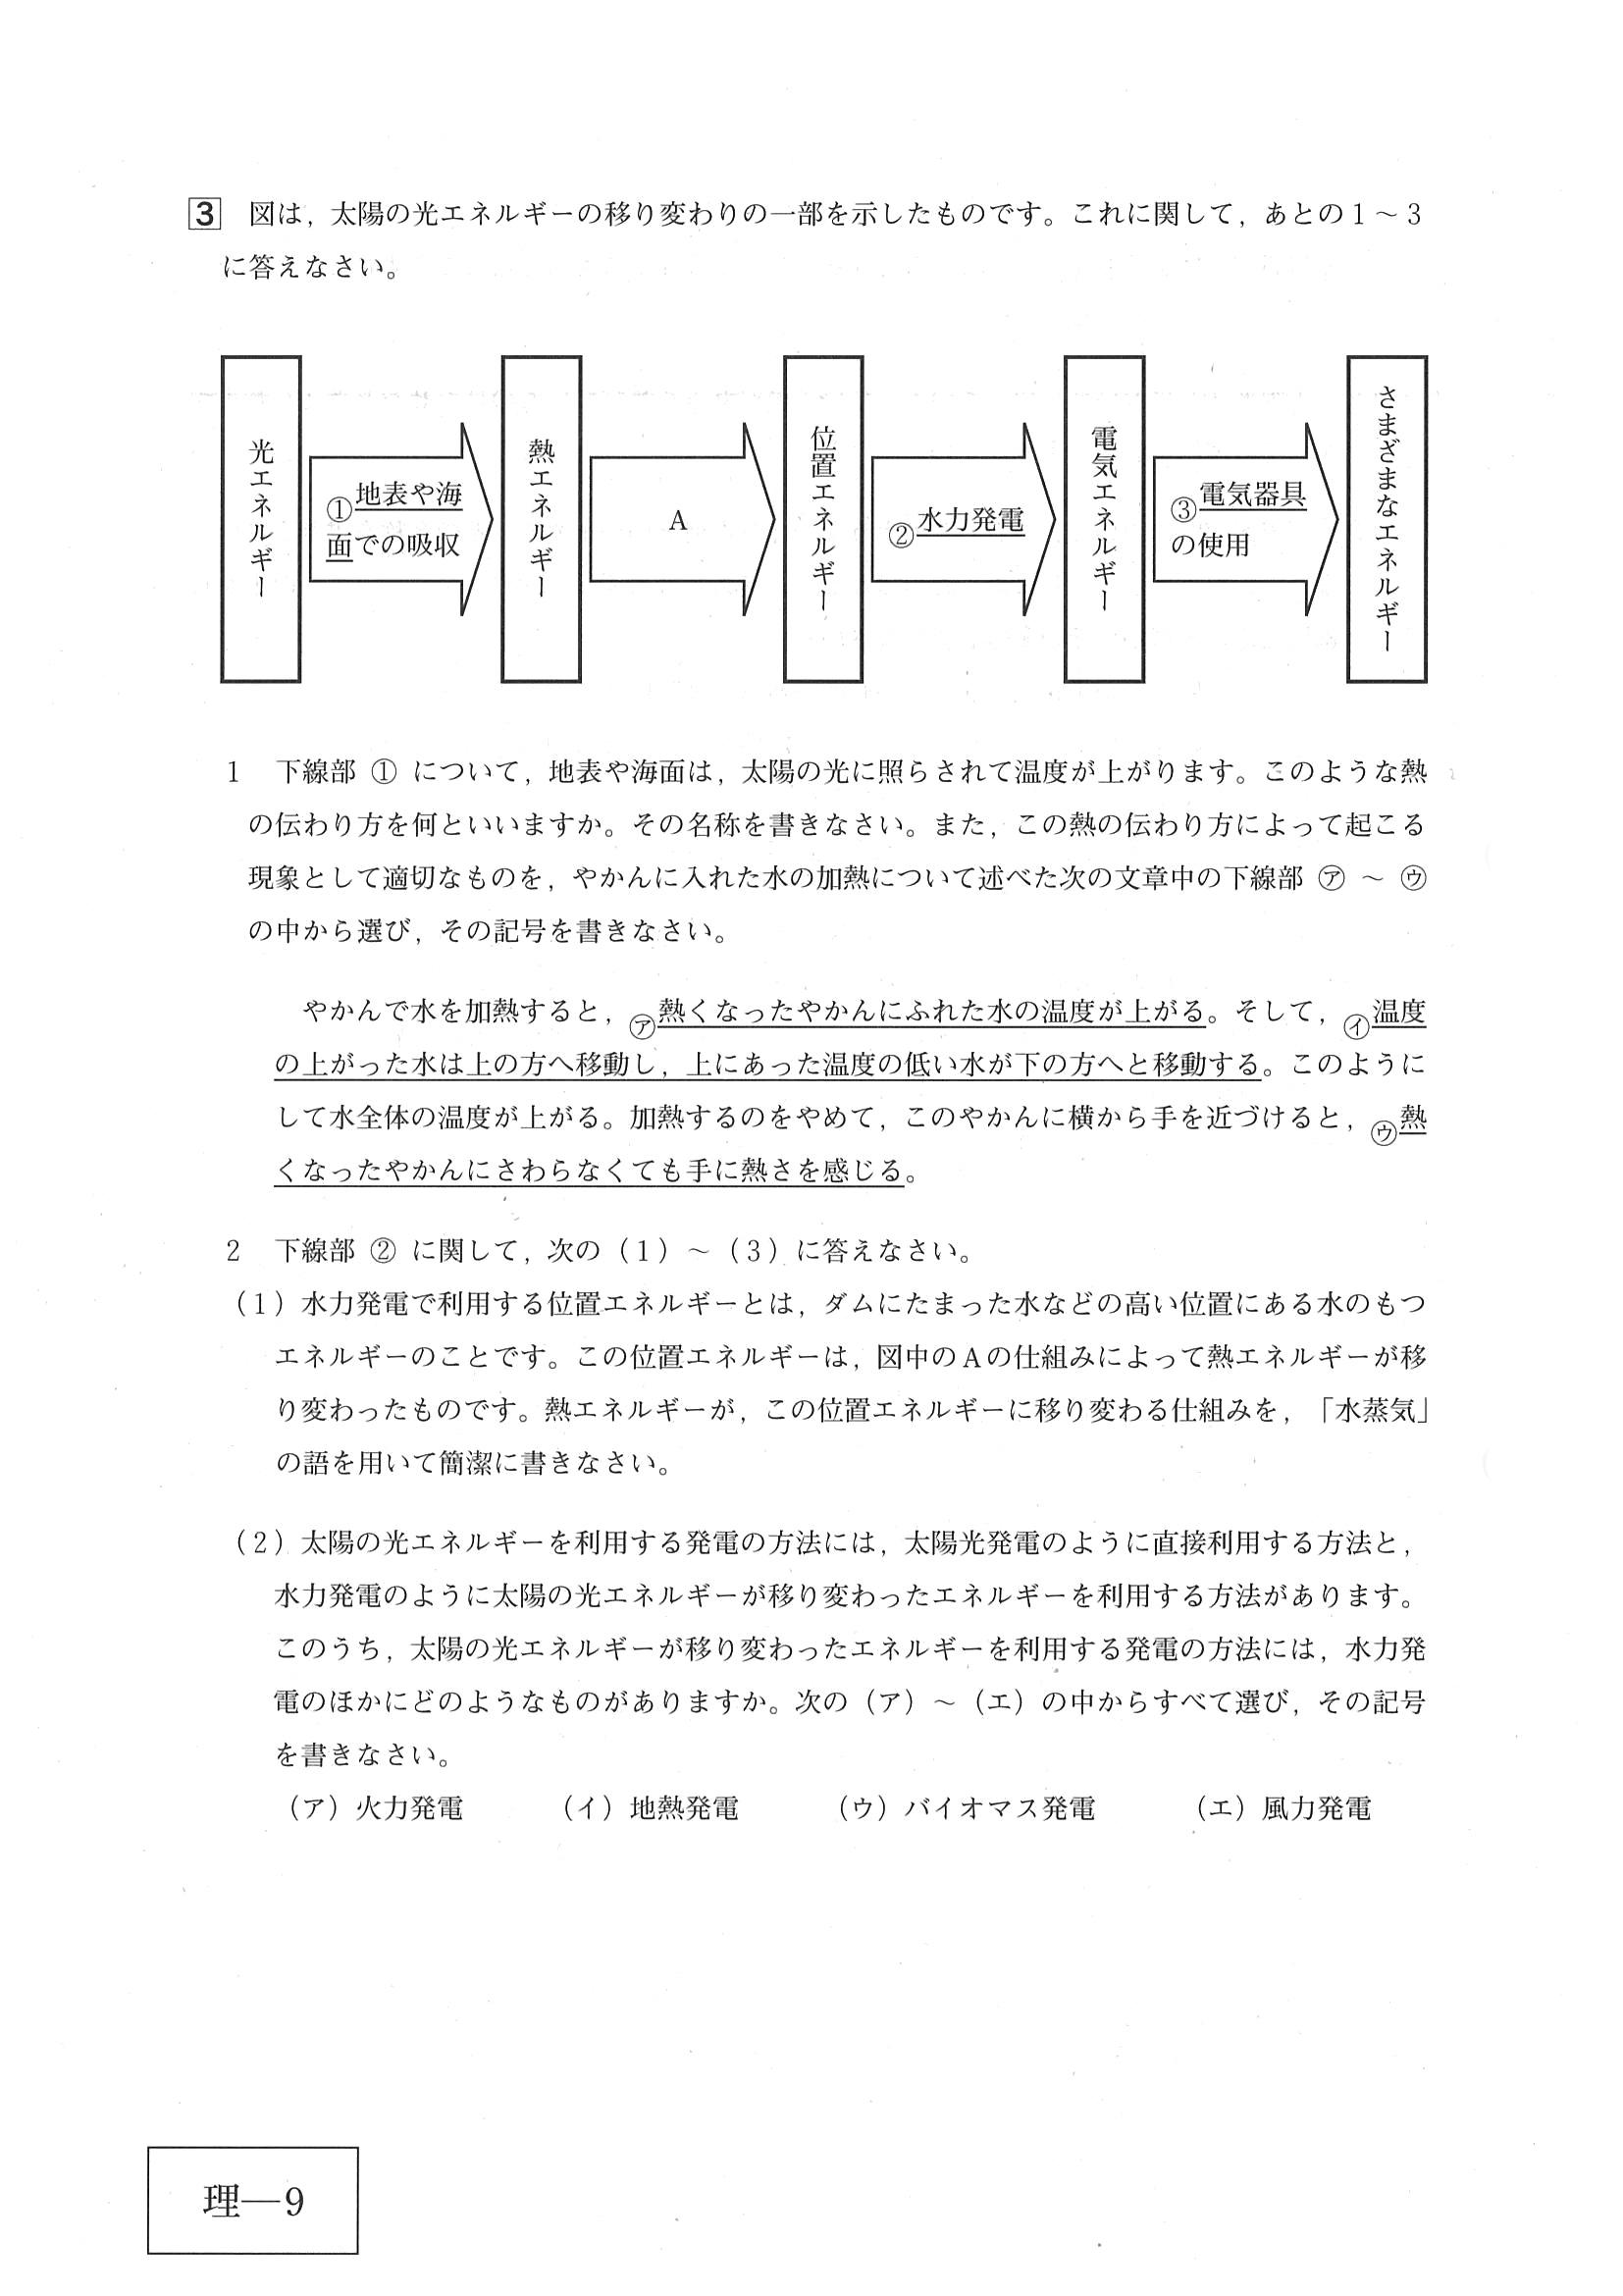 3 図は，太陽の光エネルギーの移り変わりの一部を示したものです。これに関して，あとの１～３
に答えなさい。
光エネルギー
①地表や海
面での吸収
熱エネルギー
A
位置エネルギー
②水力発電
電気エネルギー
③電気器具
の使用
さまざまなエネルギー
1 下線部 ① について，地表や海面は，太陽の光に照らされて温度が上がります。このような熱
の伝わり方を何といいますか。その名称を書きなさい。また，この熱の伝わり方によって起こる
現象として適切なものを，やかんに入れた水の加熱について述べた次の文章中の下線部 ㋐ ～ ㋒
の中から選び，その記号を書きなさい。
やかんで水を加熱すると，㋐熱くなったやかんにふれた水の温度が上がる。そして，㋑温度
の上がった水は上の方へ移動し，上にあった温度の低い水が下の方へと移動する。このように
して水全体の温度が上がる。加熱するのをやめて，このやかんに横から手を近づけると，㋒熱
くなったやかんにさわらなくても手に熱さを感じる。
2 下線部 ② に関して，次の（1）～（3）に答えなさい。
（1）水力発電で利用する位置エネルギーとは，ダムにたまった水などの高い位置にある水のもつ
エネルギーのことです。この位置エネルギーは，図中のAの仕組みによって熱エネルギーが移
り変わったものです。熱エネルギーが，この位置エネルギーに移り変わる仕組みを，「水蒸気」
の語を用いて簡潔に書きなさい。
（2）太陽の光エネルギーを利用する発電の方法には，太陽光発電のように直接利用する方法と，
水力発電のように太陽の光エネルギーが移り変わったエネルギーを利用する方法があります。
このうち，太陽の光エネルギーが移り変わったエネルギーを利用する発電の方法には，水力発
電のほかにどのようなものがありますか。次の（ア）～（エ）の中からすべて選び，その記号
を書きなさい。
（ア）火力発電 （イ）地熱発電 （ウ）バイオマス発電 （エ）風力発電
理―9